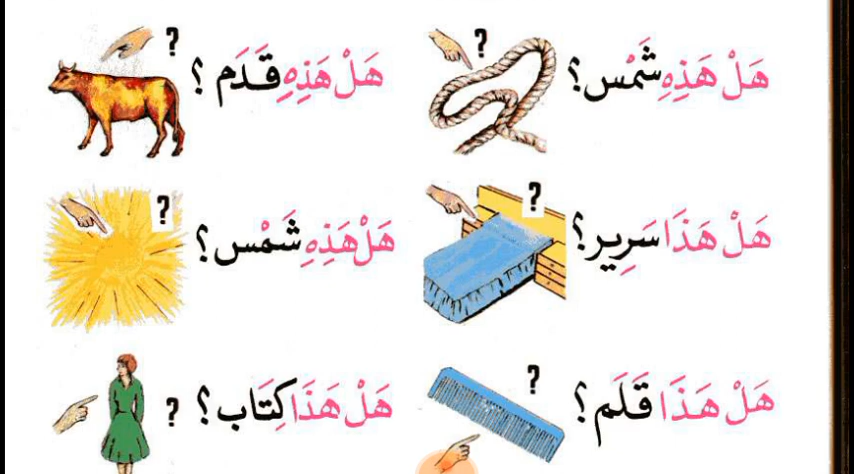 هَلْ هَذِهِ شَمْس؟ ?
هَلْ هَذِهِ قَدَم؟ ?
هَلْ هَذَا سَرِير؟ ?
هَلْ هَذِهِ شَمْس؟ ?
هَلْ هَذَا قَلَم؟ ?
هَلْ هَذَا كِتَاب؟ ?